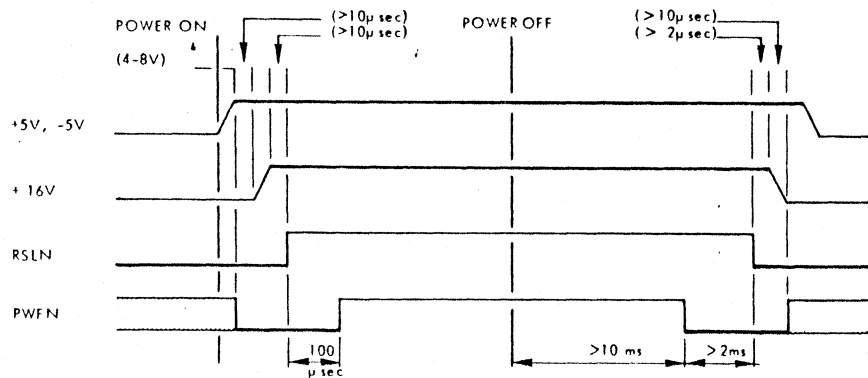 POWER ON
(4-8V)
(>10µ sec)
(>10µ sec)
POWER OFF
(>10µ sec)
(> 2µ sec)
+5V, -5V
+ 16V
RSLN
PWFN
100
µ sec
>10 ms
>2ms